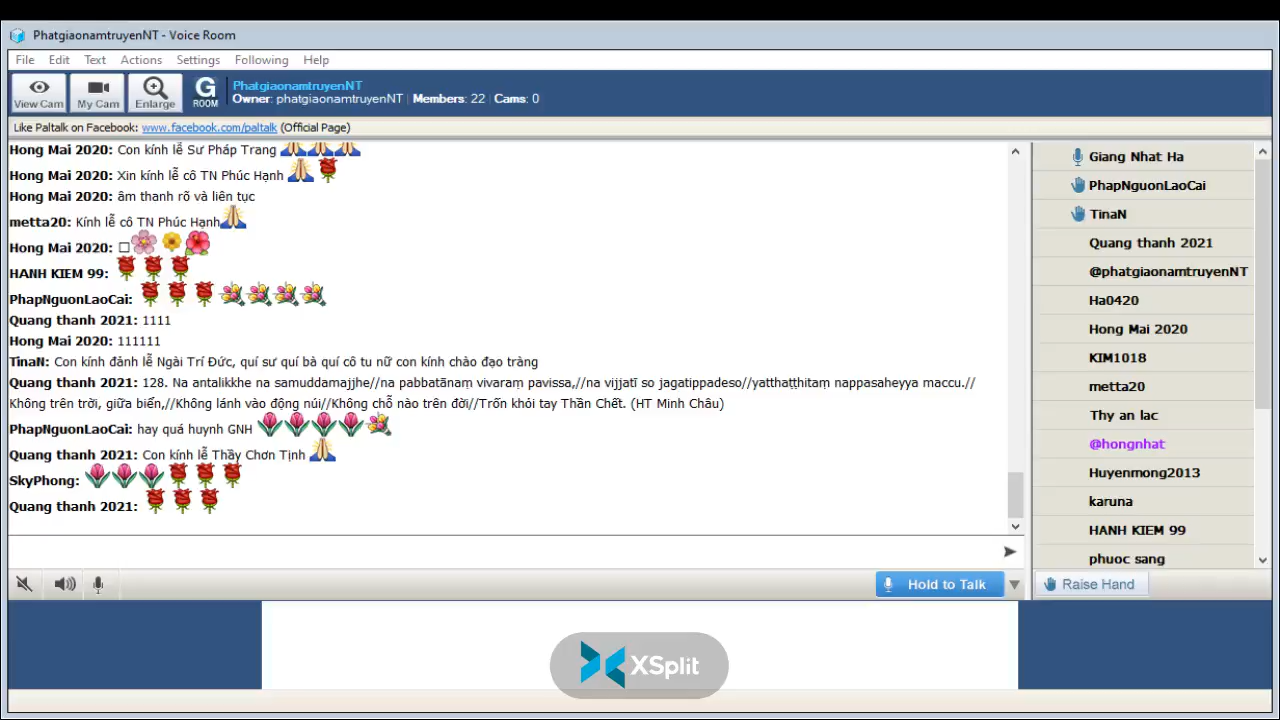 PhatgiaonamtruyenNT - Voice Room
File Edit Text Actions Settings Following Help
View Cam My Cam Enlarge G ROOM PhatgiaonamtruyenNT
Owner: phatgiaonamtruyenNT | Members: 22 | Cams: 0
Like Paltalk on Facebook: www.facebook.com/paltalk (Official Page)
Hong Mai 2020: Con kính lễ Sư Pháp Trang
Hong Mai 2020: Xin kính lễ cô TN Phúc Hạnh
Hong Mai 2020: âm thanh rõ và liên tục
metta20: Kính lễ cô TN Phúc Hạnh
Hong Mai 2020: □
HANH KIEM 99:
PhapNguonLaoCai:
Quang thanh 2021: 1111
Hong Mai 2020: 111111
TinaN: Con kính đảnh lễ Ngài Trí Đức, quí sư quí bà quí cô tu nữ con kính chào đạo tràng
Quang thanh 2021: 128. Na antalikkhe na samuddamajjhe//na pabbatānaṃ vivaraṃ pavissa,//na vijjatī so jagatippadeso//yatthaṭṭhitaṃ nappasaheyya maccu.//
Không trên trời, giữa biển,//Không lánh vào động núi//Không chỗ nào trên đời//Trốn khỏi tay Thần Chết. (HT Minh Châu)
PhapNguonLaoCai: hay quá huynh GNH
Quang thanh 2021: Con kính lễ Thầy Chơn Tịnh
SkyPhong:
Quang thanh 2021:
Giang Nhat Ha
PhapNguonLaoCai
TinaN
Quang thanh 2021
@phatgiaonamtruyenNT
Ha0420
Hong Mai 2020
KIM1018
metta20
Thy an lac
@hongnhat
Huyenmong2013
karuna
HANH KIEM 99
phuoc sang
Hold to Talk
Raise Hand
XSplit